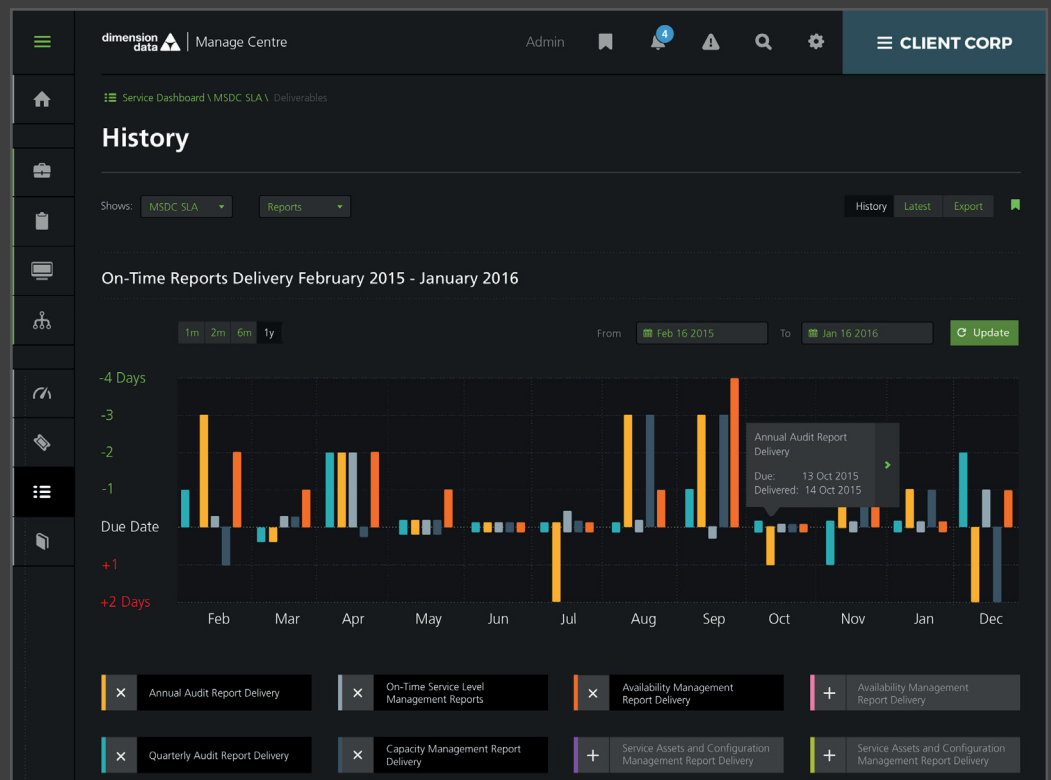 dimension
data
Manage Centre
Admin
4
CLIENT CORP
Service Dashboard \ MSDC SLA \ Deliverables
History
Shows: MSDC SLA Reports
History Latest Export
On-Time Reports Delivery February 2015 - January 2016
1m 2m 6m 1y
From Feb 16 2015 To Jan 16 2016 Update
-4 Days
-3
-2
-1
Due Date
+1
+2 Days
Annual Audit Report
Delivery
Due: 13 Oct 2015
Delivered: 14 Oct 2015
Feb Mar Apr May Jun Jul Aug Sep Oct Nov Jan Dec
Annual Audit Report Delivery
On-Time Service Level
Management Reports
Availability Management
Report Delivery
Availability Management
Report Delivery
Quarterly Audit Report Delivery
Capacity Management Report
Delivery
Service Assets and Configuration
Management Report Delivery
Service Assets and Configuration
Management Report Delivery